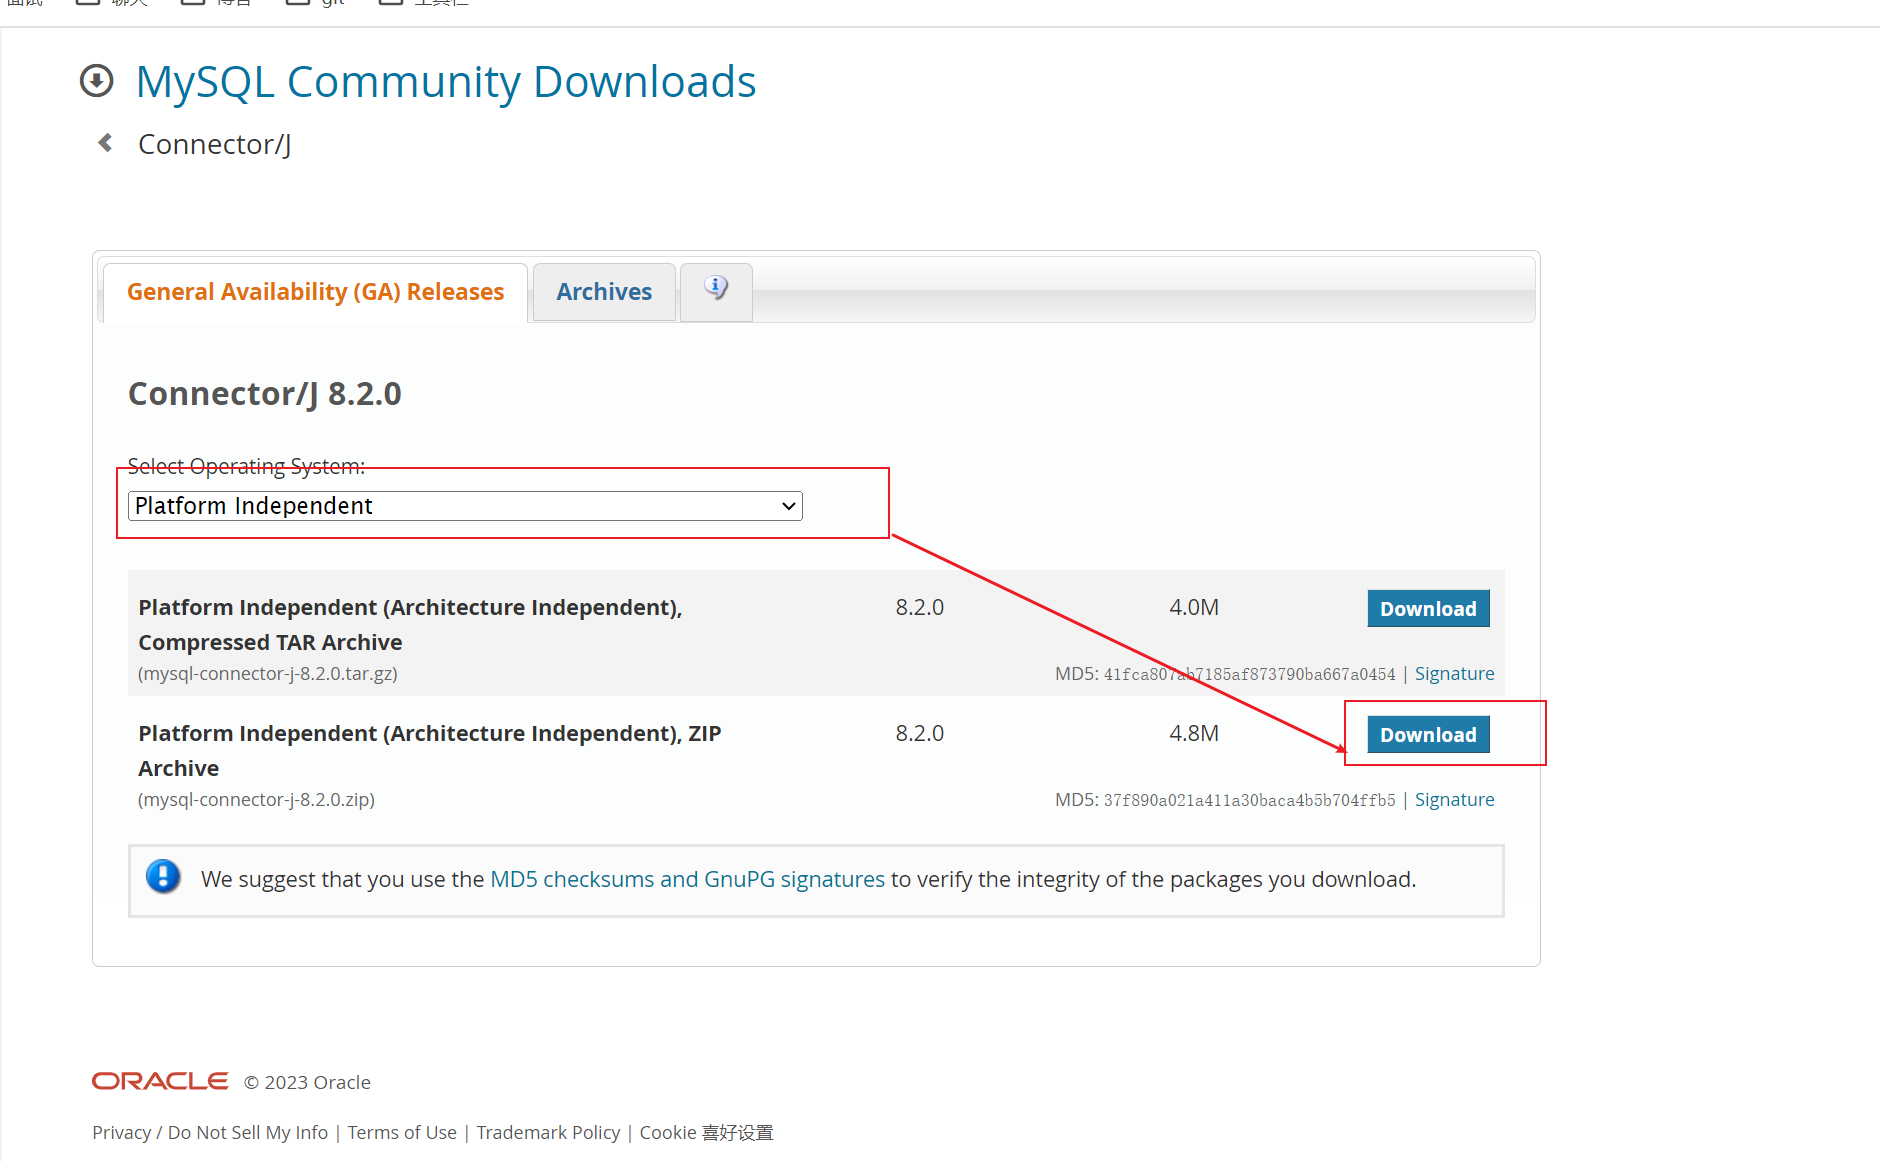 git
MySQL Community Downloads
Connector/J
General Availability (GA) Releases
Archives
Connector/J 8.2.0
Select Operating System:
Platform Independent
Platform Independent (Architecture Independent), 8.2.0 4.0M Download
Compressed TAR Archive
(mysql-connector-j-8.2.0.tar.gz) MD5: 41fca807ab7185af873790ba667a0454 | Signature
Platform Independent (Architecture Independent), ZIP 8.2.0 4.8M Download
Archive
(mysql-connector-j-8.2.0.zip) MD5: 37f890a021a411a30baca4b5b704ffb5 | Signature
We suggest that you use the MD5 checksums and GnuPG signatures to verify the integrity of the packages you download.
ORACLE © 2023 Oracle
Privacy / Do Not Sell My Info | Terms of Use | Trademark Policy | Cookie 喜好设置